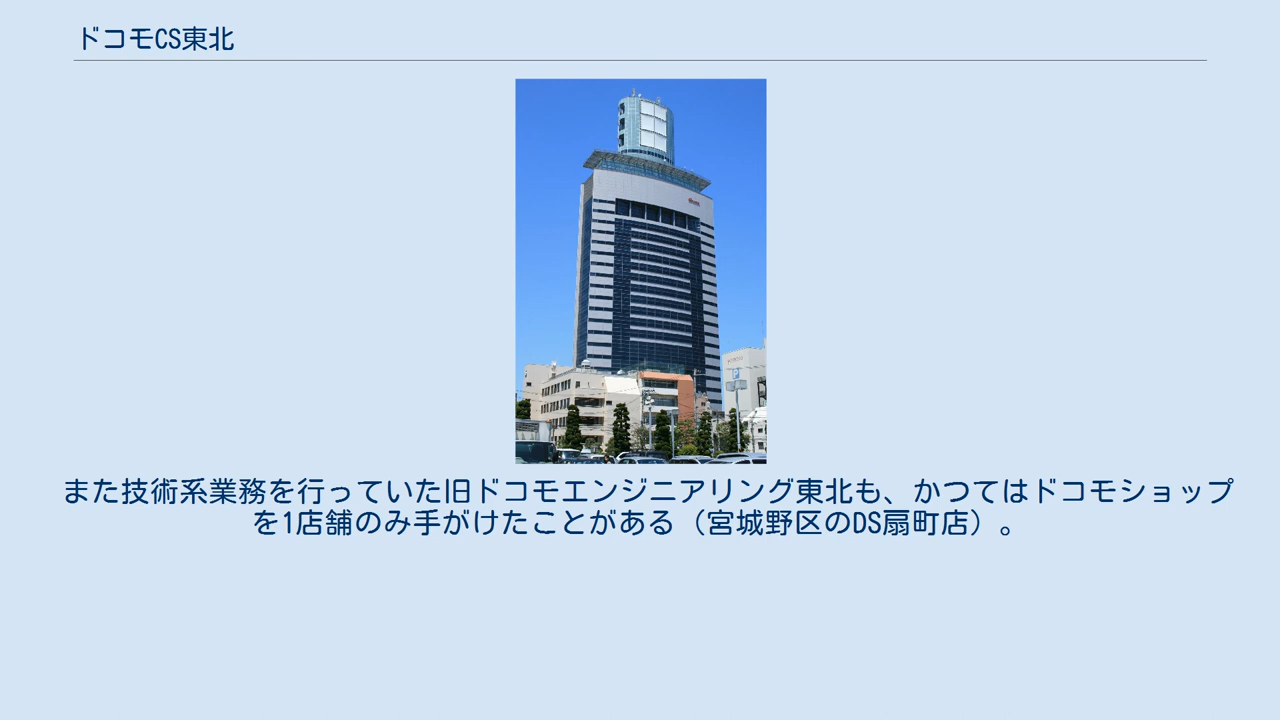 ドコモCS東北
また技術系業務を行っていた旧ドコモエンジニアリング東北も、かつてはドコモショップ
を1店舗のみ手がけたことがある（宮城野区のDS扇町店）。